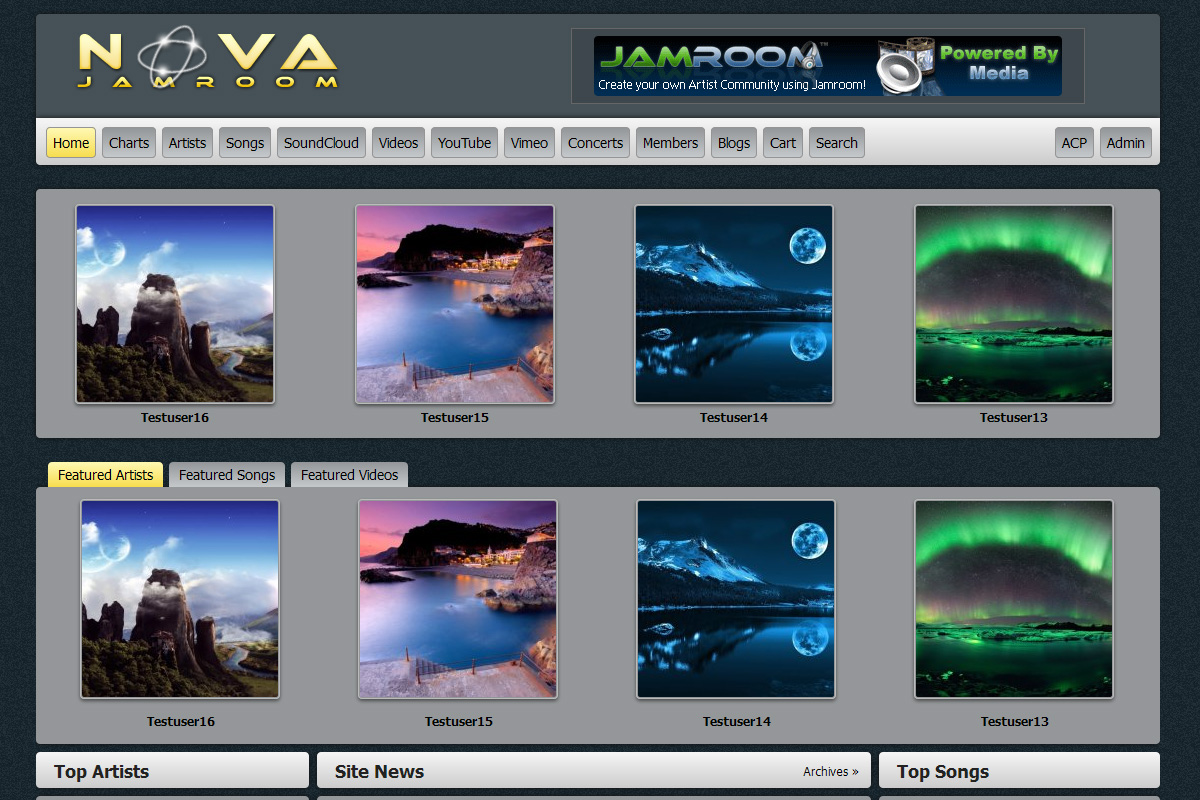 NOVA
JAMROOM
JAMROOM™
Create your own Artist Community using Jamroom!
Powered By
Media
Home Charts Artists Songs SoundCloud Videos YouTube Vimeo Concerts Members Blogs Cart Search ACP Admin
Testuser16 Testuser15 Testuser14 Testuser13
Featured Artists Featured Songs Featured Videos
Testuser16 Testuser15 Testuser14 Testuser13
Top Artists Site News Archives » Top Songs